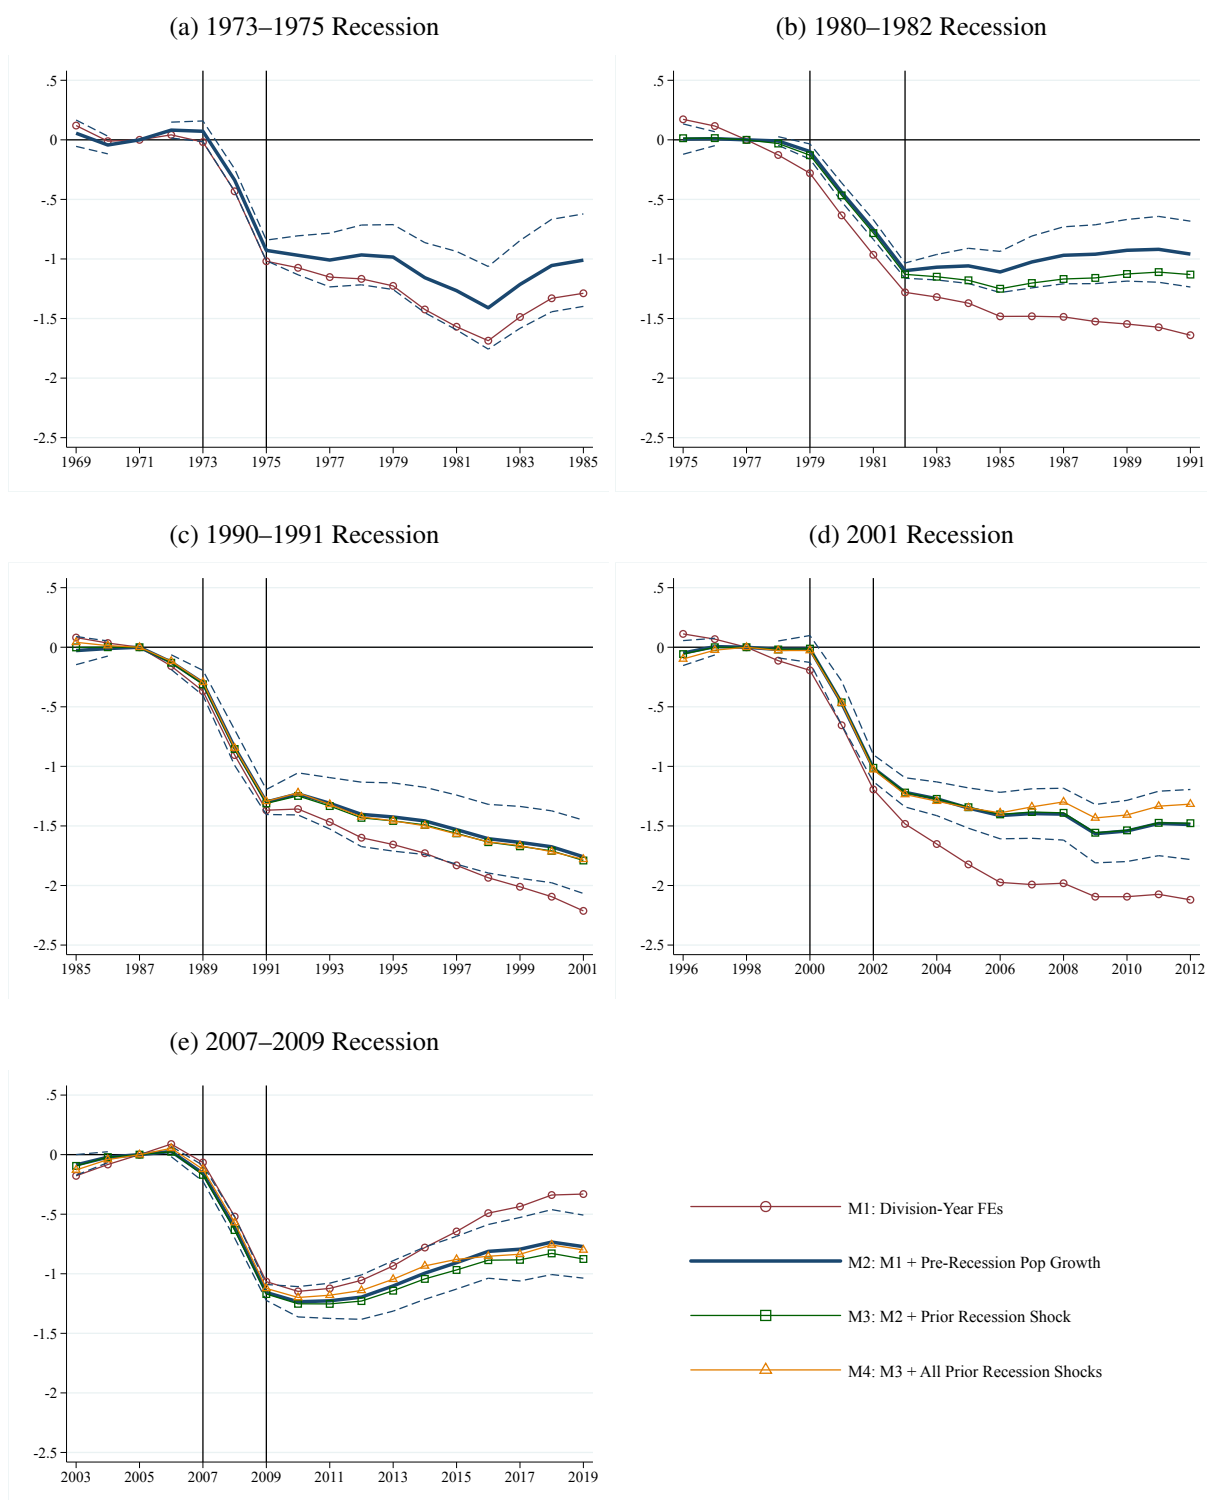 (a) 1973–1975 Recession
.5
0
-.5
-1
-1.5
-2
-2.5
1969 1971 1973 1975 1977 1979 1981 1983 1985
(b) 1980–1982 Recession
.5
0
-.5
-1
-1.5
-2
-2.5
1975 1977 1979 1981 1983 1985 1987 1989 1991
(c) 1990–1991 Recession
.5
0
-.5
-1
-1.5
-2
-2.5
1985 1987 1989 1991 1993 1995 1997 1999 2001
(d) 2001 Recession
.5
0
-.5
-1
-1.5
-2
-2.5
1996 1998 2000 2002 2004 2006 2008 2010 2012
(e) 2007–2009 Recession
.5
0
-.5
-1
-1.5
-2
-2.5
2003 2005 2007 2009 2011 2013 2015 2017 2019
M1: Division-Year FEs
M2: M1 + Pre-Recession Pop Growth
M3: M2 + Prior Recession Shock
M4: M3 + All Prior Recession Shocks